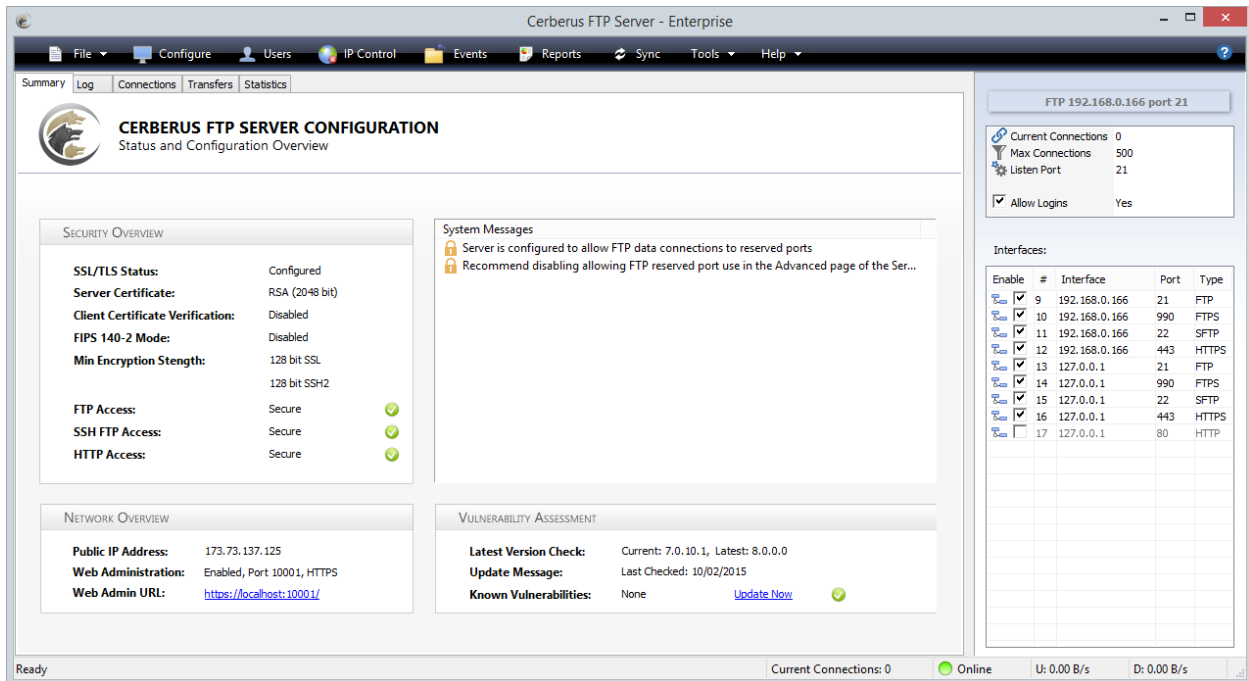 Cerberus FTP Server - Enterprise
File Configure Users IP Control Events Reports Sync Tools Help ?
Summary Log Connections Transfers Statistics
CERBERUS FTP SERVER CONFIGURATION
Status and Configuration Overview
SECURITY OVERVIEW
SSL/TLS Status: Configured
Server Certificate: RSA (2048 bit)
Client Certificate Verification: Disabled
FIPS 140-2 Mode: Disabled
Min Encryption Stength: 128 bit SSL
128 bit SSH2
FTP Access: Secure
SSH FTP Access: Secure
HTTP Access: Secure
System Messages
Server is configured to allow FTP data connections to reserved ports
Recommend disabling allowing FTP reserved port use in the Advanced page of the Ser...
NETWORK OVERVIEW
Public IP Address: 173.73.137.125
Web Administration: Enabled, Port 10001, HTTPS
Web Admin URL: https://localhost:10001/
VULNERABILITY ASSESSMENT
Latest Version Check: Current: 7.0.10.1, Latest: 8.0.0.0
Update Message: Last Checked: 10/02/2015
Known Vulnerabilities: None Update Now
FTP 192.168.0.166 port 21
Current Connections 0
Max Connections 500
Listen Port 21
Allow Logins Yes
Interfaces:
Enable # Interface Port Type
9 192.168.0.166 21 FTP
10 192.168.0.166 990 FTPS
11 192.168.0.166 22 SFTP
12 192.168.0.166 443 HTTPS
13 127.0.0.1 21 FTP
14 127.0.0.1 990 FTPS
15 127.0.0.1 22 SFTP
16 127.0.0.1 443 HTTPS
17 127.0.0.1 80 HTTP
Ready Current Connections: 0 Online U: 0.00 B/s D: 0.00 B/s